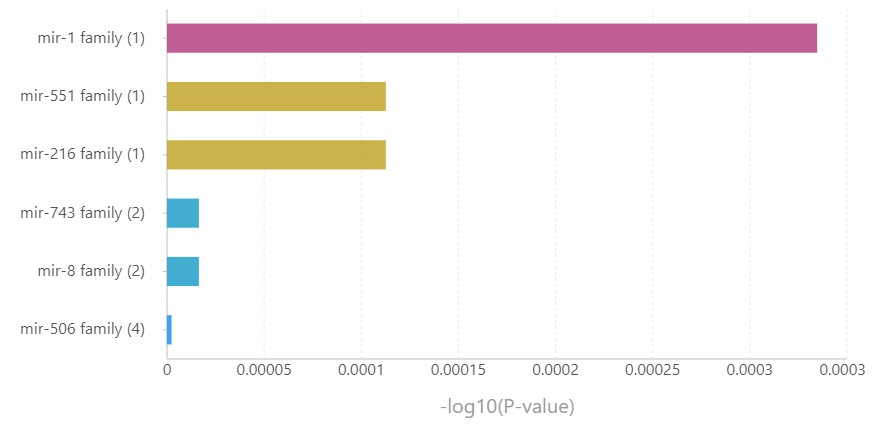 mir-1 family (1)
mir-551 family (1)
mir-216 family (1)
mir-743 family (2)
mir-8 family (2)
mir-506 family (4)
0 0.00005 0.0001 0.00015 0.0002 0.00025 0.0003 0.0003
-log10(P-value)